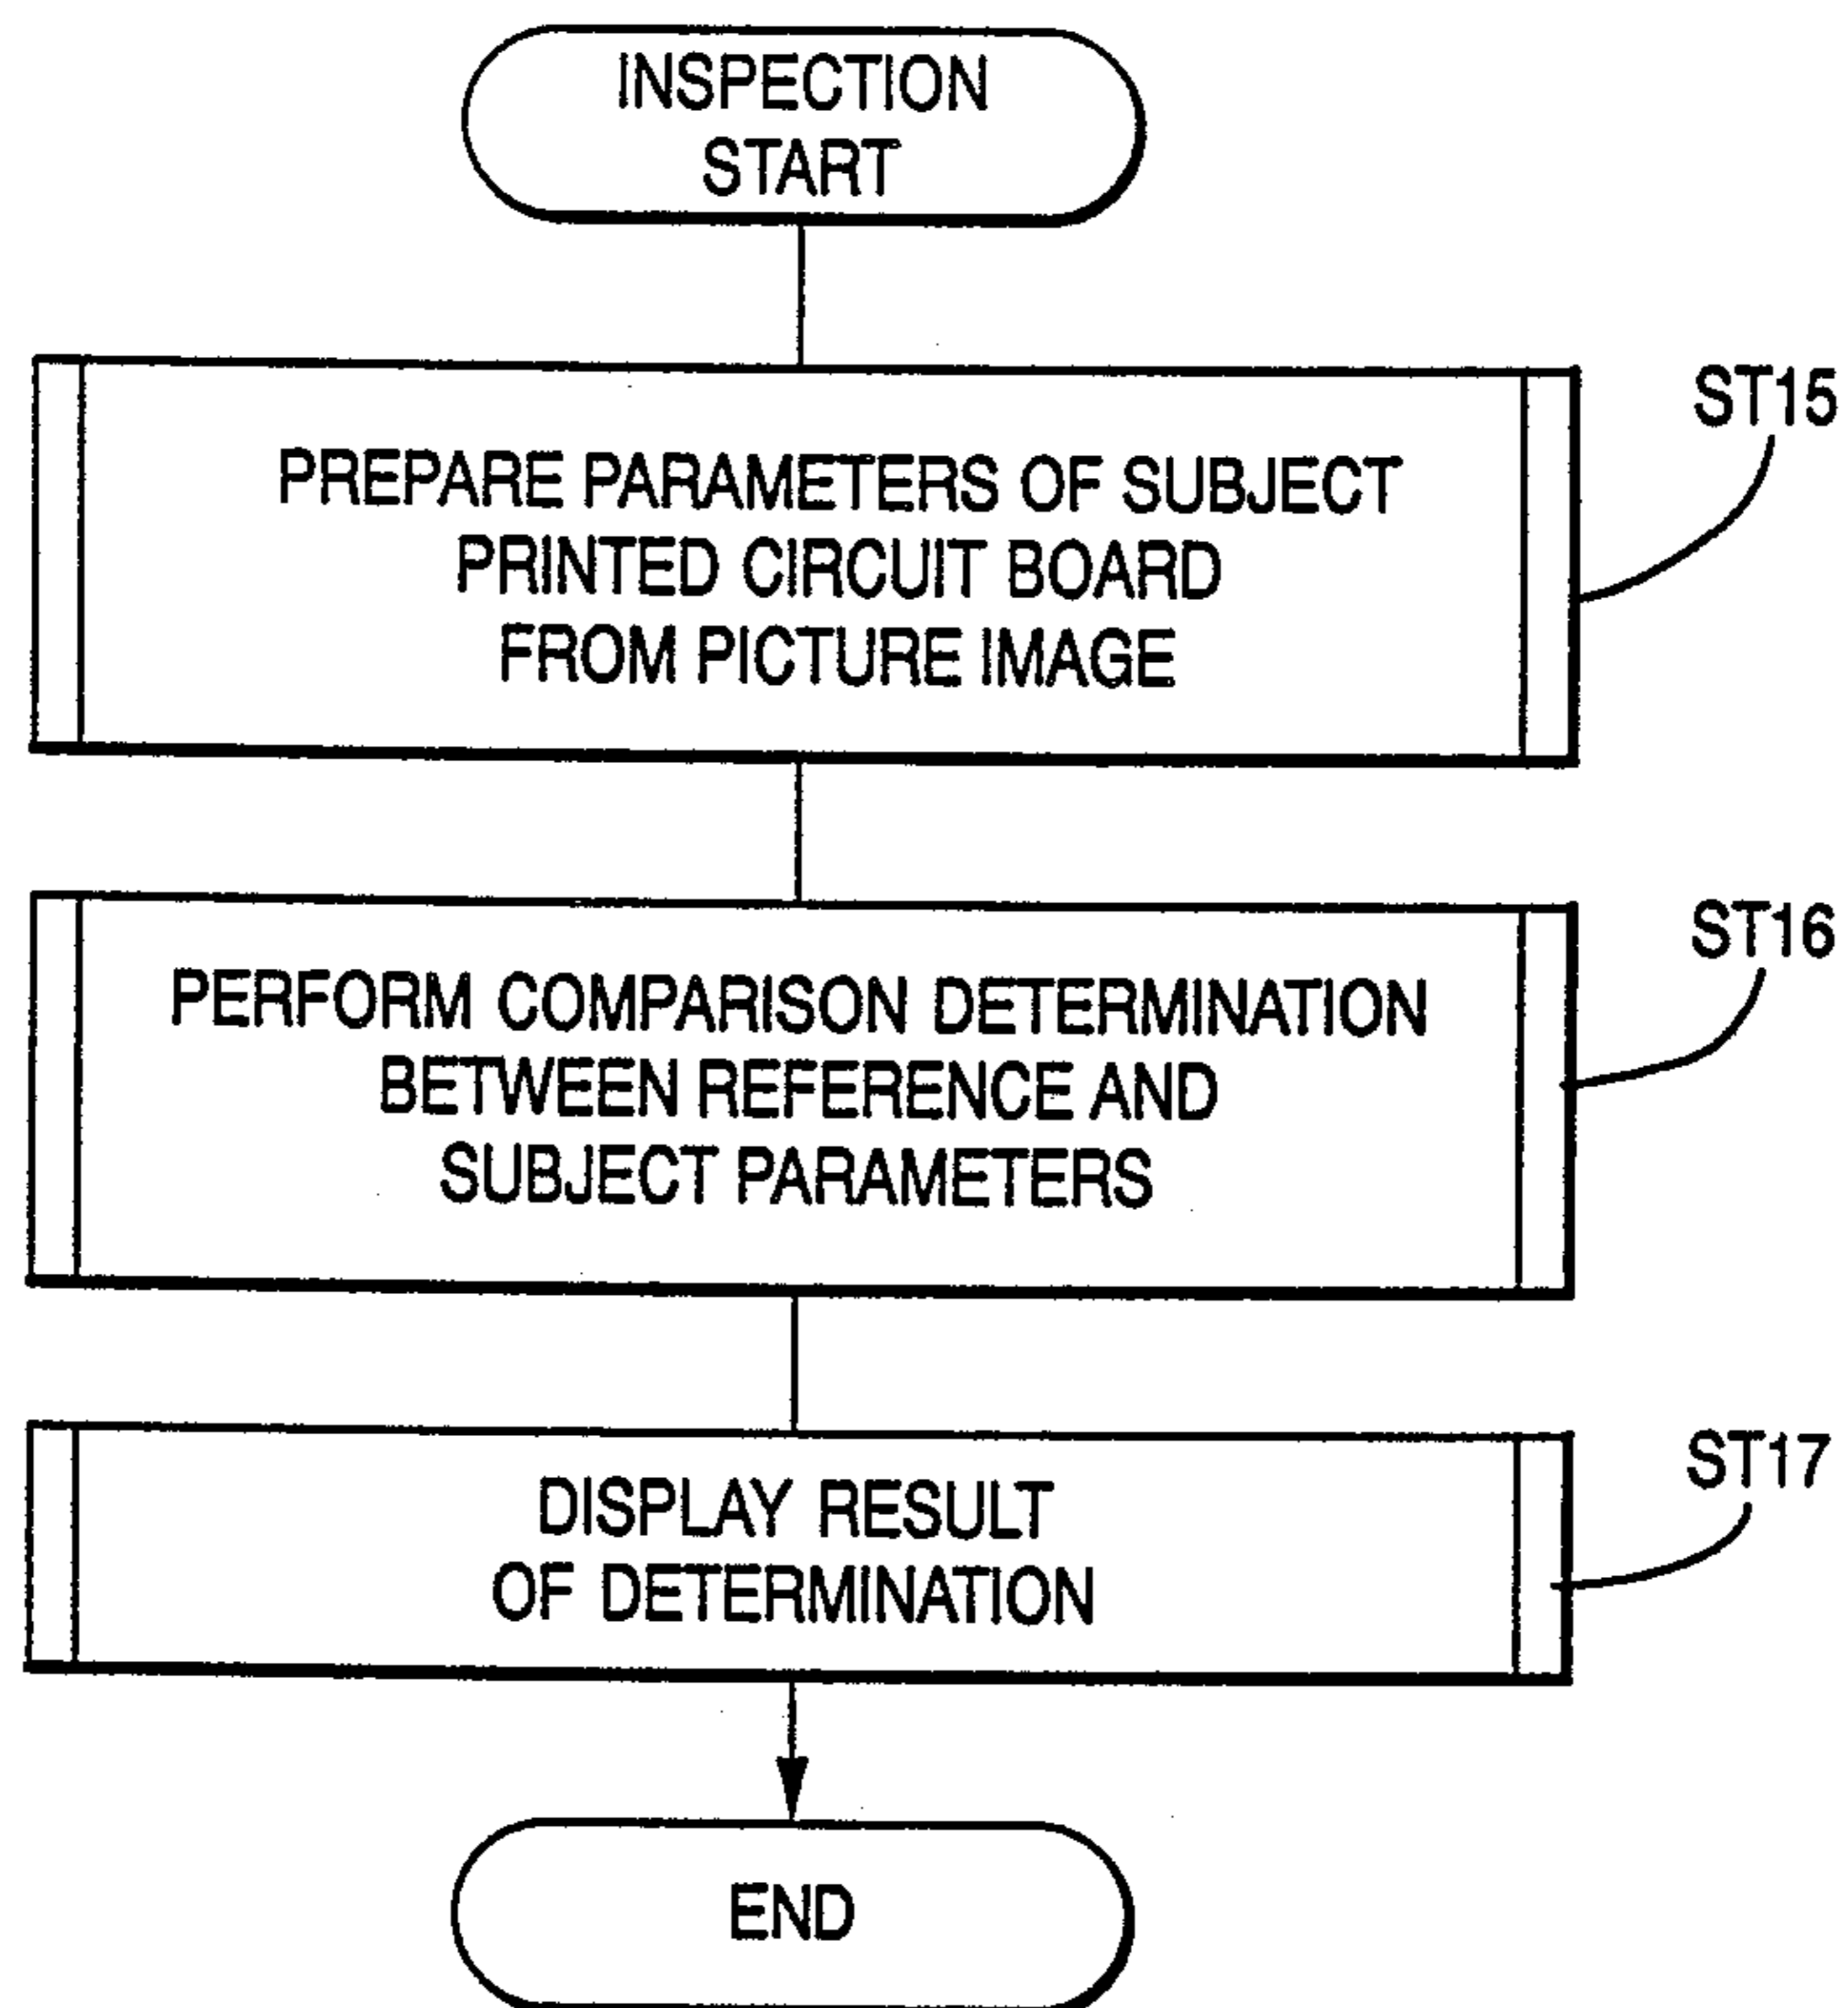 INSPECTION
START
PREPARE PARAMETERS OF SUBJECT
PRINTED CIRCUIT BOARD
FROM PICTURE IMAGE
ST15
PERFORM COMPARISON DETERMINATION
BETWEEN REFERENCE AND
SUBJECT PARAMETERS
ST16
DISPLAY RESULT
OF DETERMINATION
ST17
END